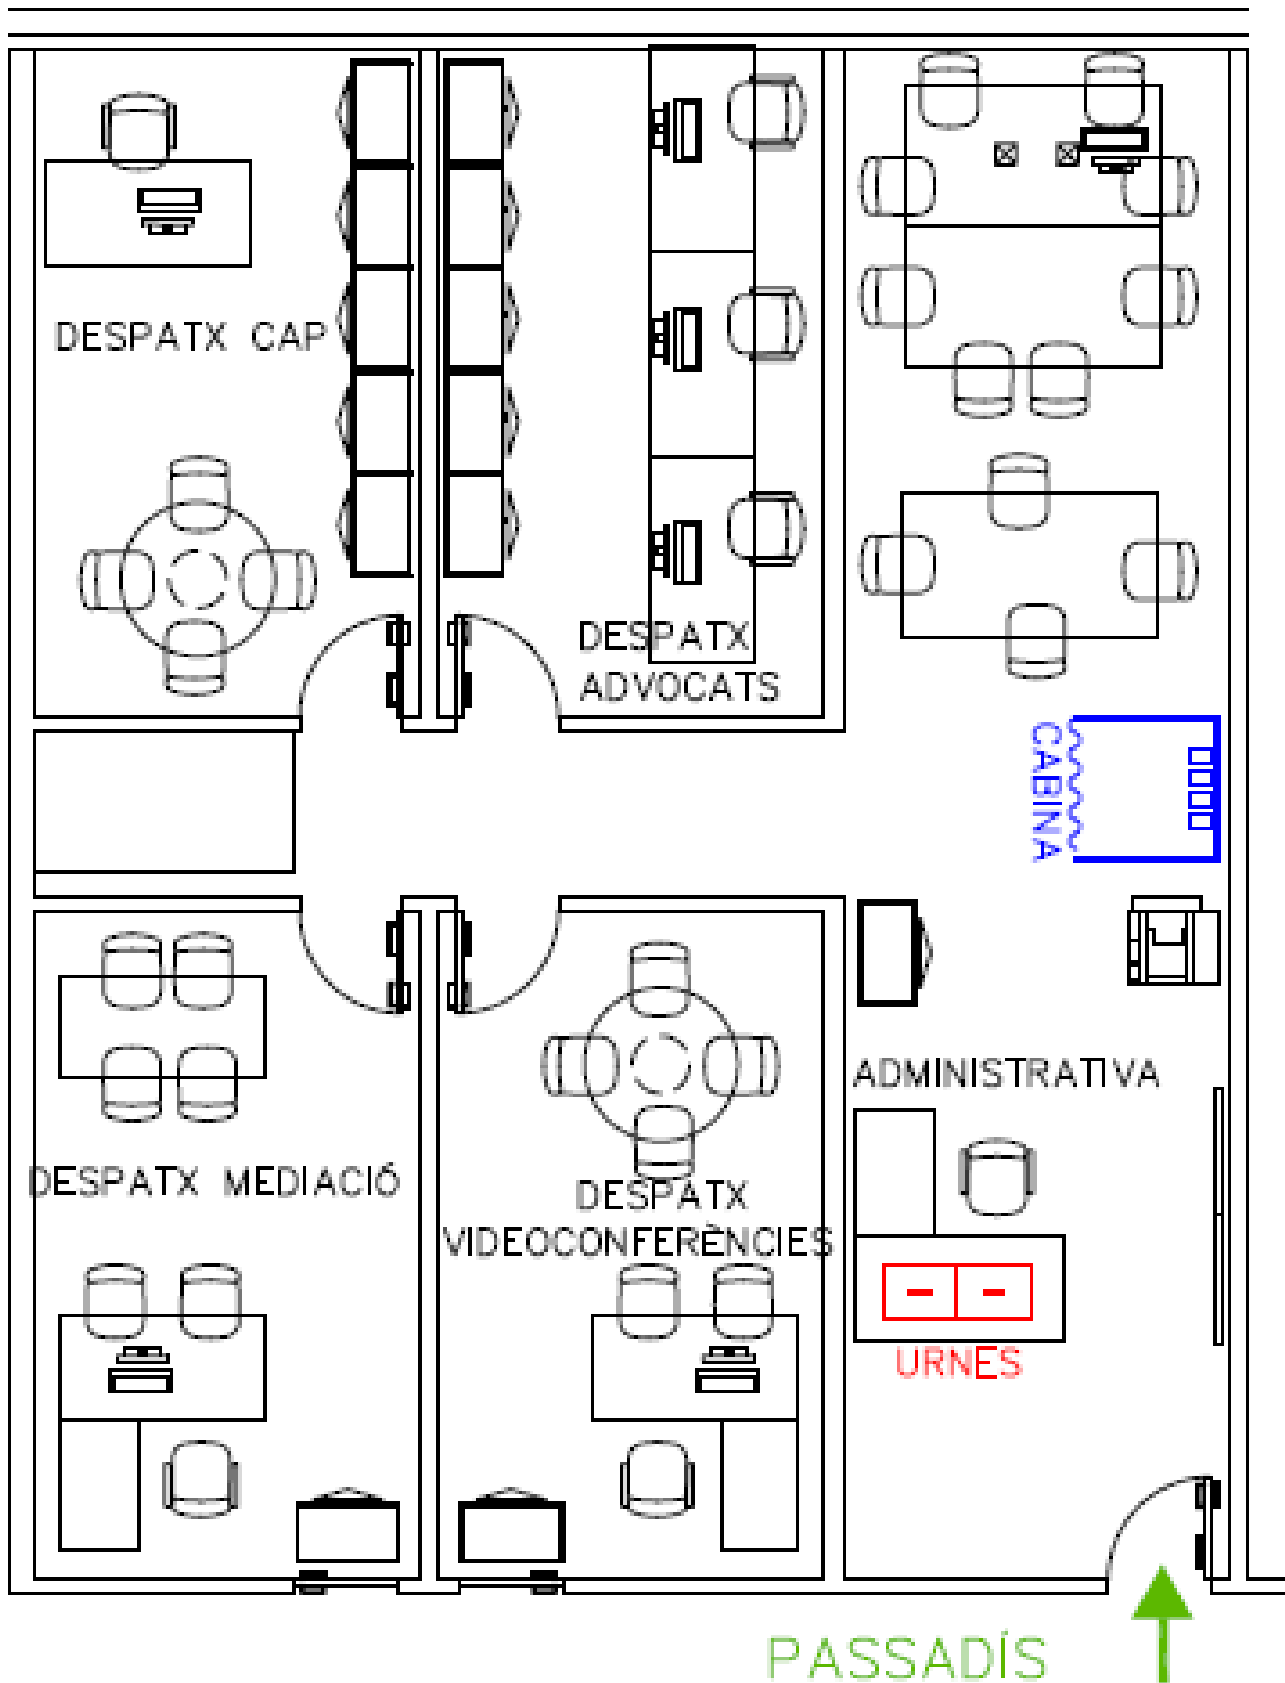 DESPATX CAP
DESPATX
ADVOCATS
CABINA
ADMINISTRATIVA
DESPATX MEDIACIÓ
DESPATX
VIDEOCONFERÈNCIES
URNES
PASSADÍS